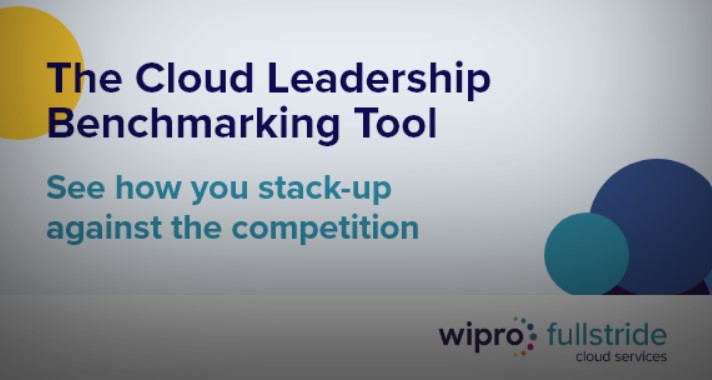 The Cloud Leadership
Benchmarking Tool
See how you stack-up
against the competition
wipro fullstride
cloud services